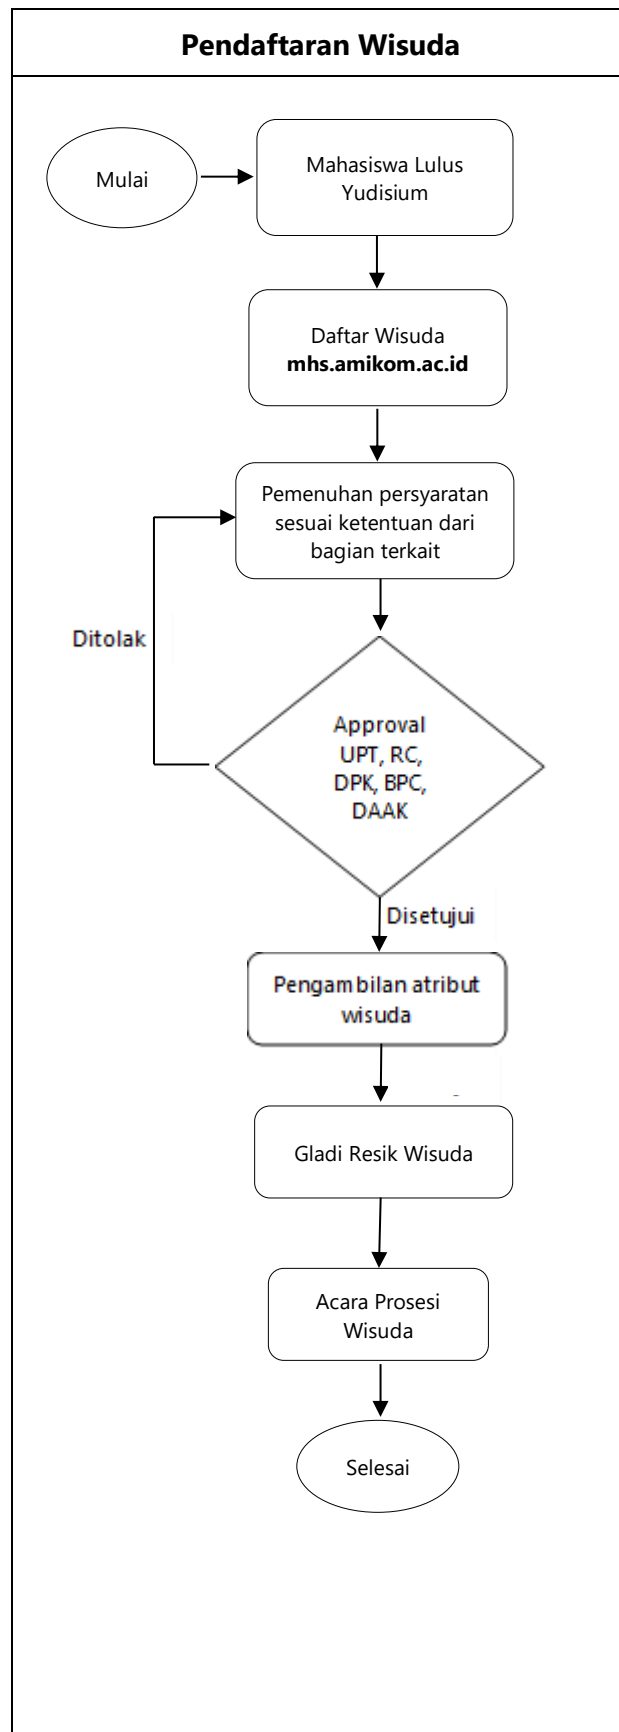 Pendaftaran Wisuda
Mulai
Mahasiswa Lulus
Yudisium
Daftar Wisuda
mhs.amikom.ac.id
Pemenuhan persyaratan
sesuai ketentuan dari
bagian terkait
Ditolak
Approval
UPT, RC,
DPK, BPC,
DAAK
Disetujui
Pengambilan atribut
wisuda
Gladi Resik Wisuda
Acara Prosesi
Wisuda
Selesai